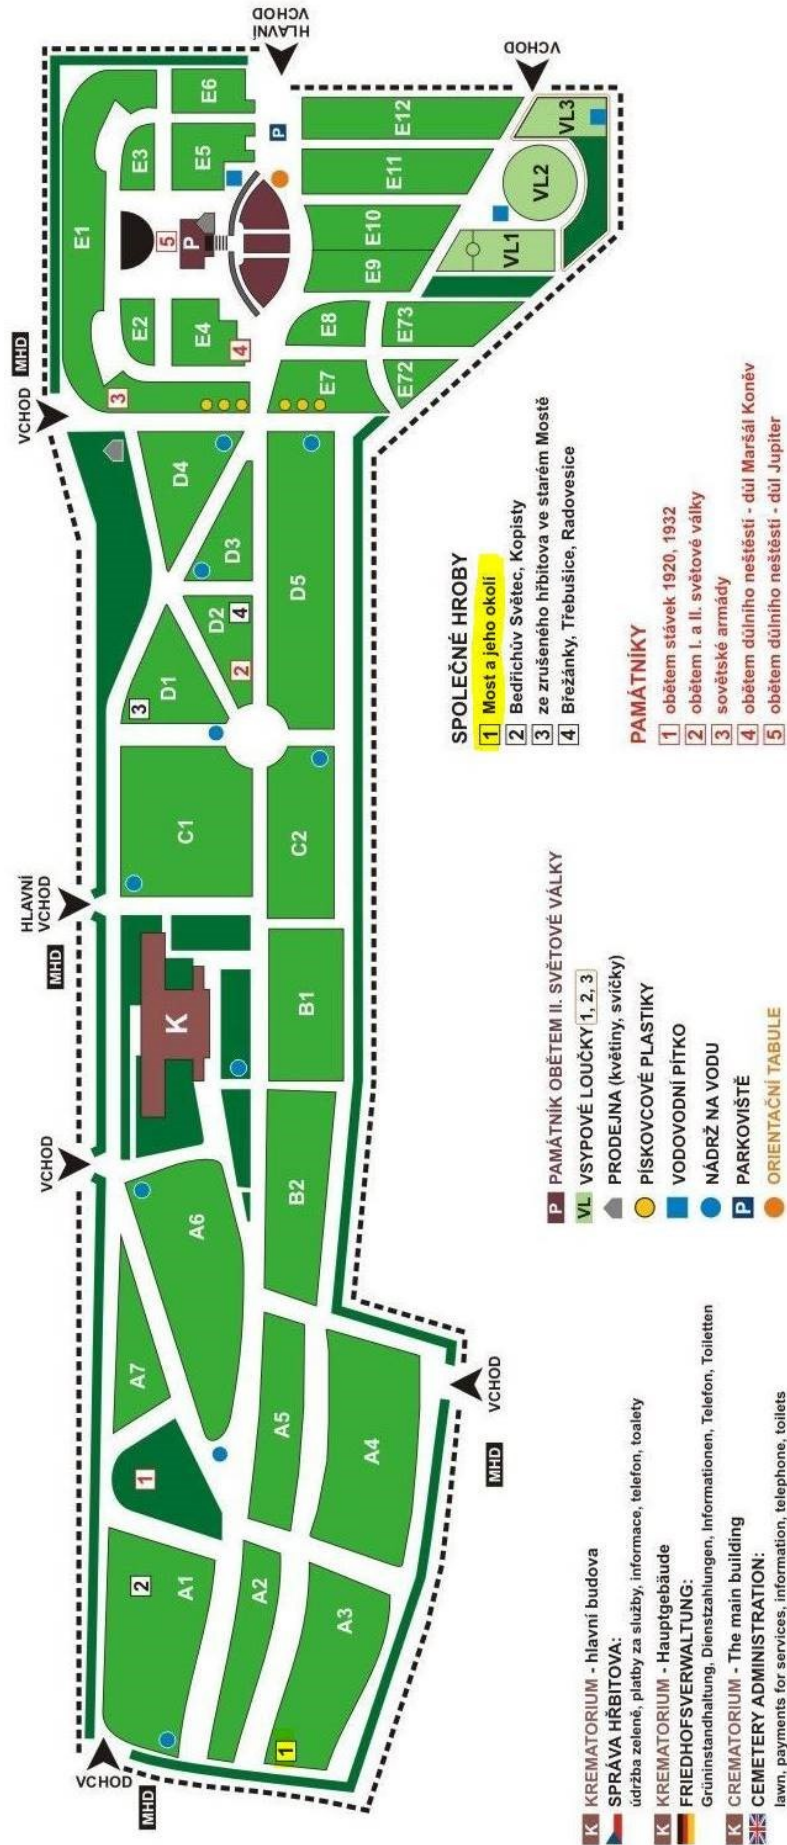 VCHOD
MHD
VCHOD
HLAVNÍ
VCHOD
MHD
VCHOD
MHD
HLAVNÍ
VCHOD
VCHOD
VCHOD
MHD
A1
2
A2
A3
1
1
A7
A6
A5
A4
K
B2
B1
C1
C2
3
D1
D2
2
4
D3
D4
D5
E1
3
E2
E3
E4
4
5
P
E5
E6
P
E7
E8
E9
E10
E11
E12
E72
E73
VL1
VL2
VL3
K KREMATORIUM - hlavní budova
SPRÁVA HŘBITOVA:
údržba zeleně, platby za služby, informace, telefon, toalety
K KREMATORIUM - Hauptgebäude
FRIEDHOFSVERWALTUNG:
Grüninstandhaltung, Dienstzahlungen, Informationen, Telefon, Toiletten
K CREMATORIUM - The main building
CEMETERY ADMINISTRATION:
lawn, payments for services, information, telephone, toilets
P PAMÁTNÍK OBĚTEM II. SVĚTOVÉ VÁLKY
VL VSYPOVÉ LOUČKY 1, 2, 3
PRODEJNA (květiny, svíčky)
PÍSKOVCOVÉ PLASTIKY
VODOVODNÍ PÍTKO
NÁDRŽ NA VODU
P PARKOVIŠTĚ
ORIENTAČNÍ TABULE
SPOLEČNÉ HROBY
1 Most a jeho okolí
2 Bedřichův Světec, Kopisty
3 ze zrušeného hřbitova ve starém Mostě
4 Břežánky, Třebušice, Radovesice
PAMÁTNÍKY
1 obětem stávek 1920, 1932
2 obětem I. a II. světové války
3 sovětské armády
4 obětem důlního neštěstí - důl Maršál Koněv
5 obětem důlního neštěstí - důl Jupiter